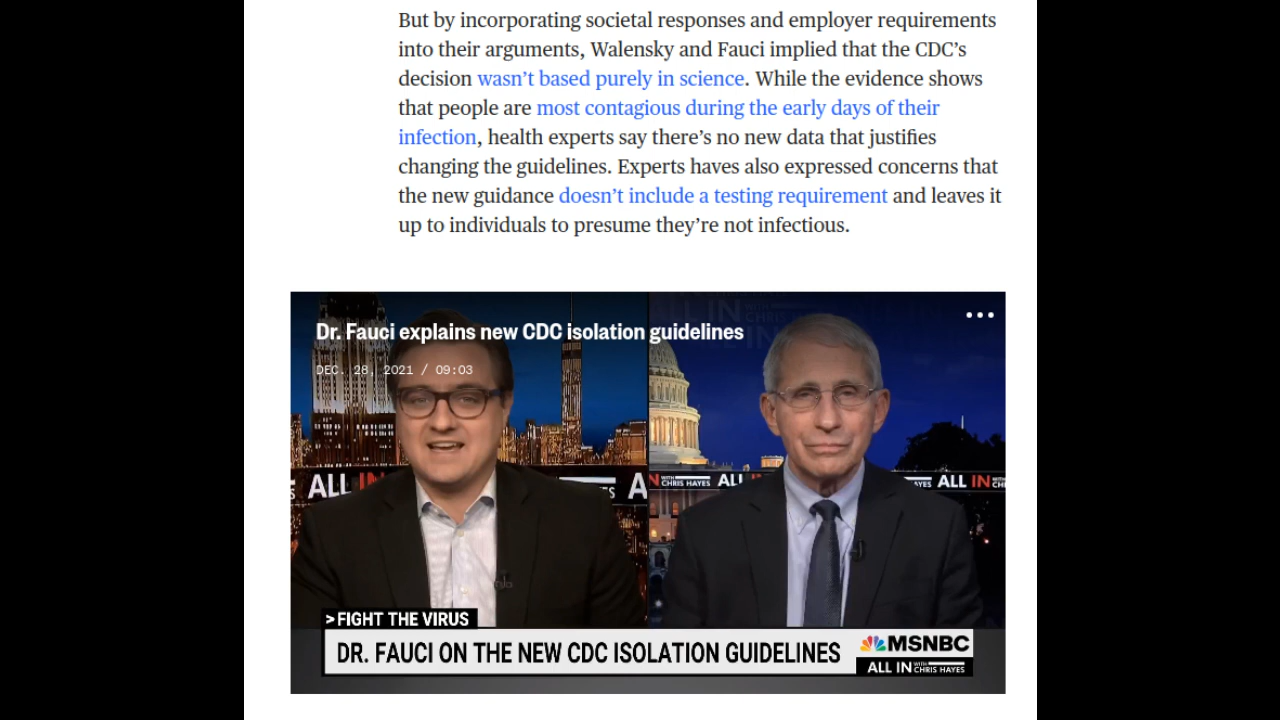 But by incorporating societal responses and employer requirements
into their arguments, Walensky and Fauci implied that the CDC’s
decision wasn’t based purely in science. While the evidence shows
that people are most contagious during the early days of their
infection, health experts say there’s no new data that justifies
changing the guidelines. Experts haves also expressed concerns that
the new guidance doesn’t include a testing requirement and leaves it
up to individuals to presume they’re not infectious.
ALL IN WITH CHRIS HAYES
Dr. Fauci explains new CDC isolation guidelines
DEC. 28, 2021 / 09:03
ALL IN
A
N WITH CHRIS HAYES
ALL I
YES
ALL IN
>FIGHT THE VIRUS
DR. FAUCI ON THE NEW CDC ISOLATION GUIDELINES
MSNBC
ALL IN WITH CHRIS HAYES